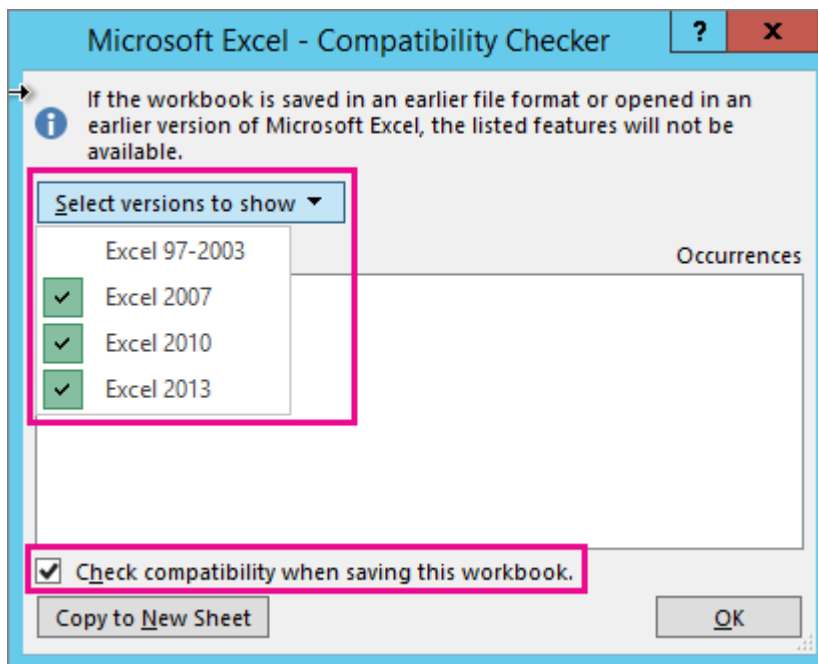 Microsoft Excel - Compatibility Checker ? x
If the workbook is saved in an earlier file format or opened in an
earlier version of Microsoft Excel, the listed features will not be
available.
Select versions to show
Excel 97-2003
Occurrences
Excel 2007
Excel 2010
Excel 2013
Check compatibility when saving this workbook.
Copy to New Sheet
OK